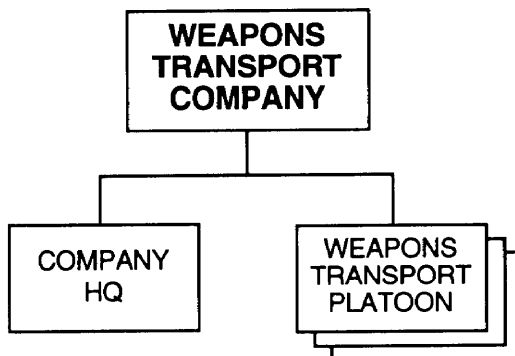 WEAPONS
TRANSPORT
COMPANY
COMPANY
HQ
WEAPONS
TRANSPORT
PLATOON